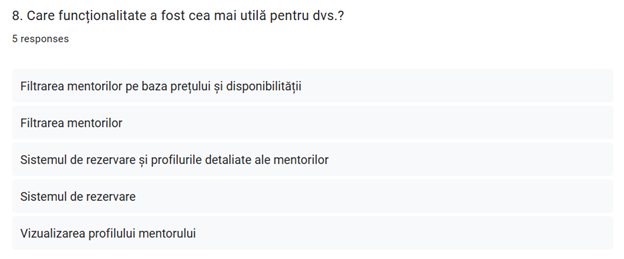 8. Care funcționalitate a fost cea mai utilă pentru dvs.?
5 responses
Filtrarea mentorilor pe baza prețului și disponibilității
Filtrarea mentorilor
Sistemul de rezervare și profilurile detaliate ale mentorilor
Sistemul de rezervare
Vizualizarea profilului mentorului